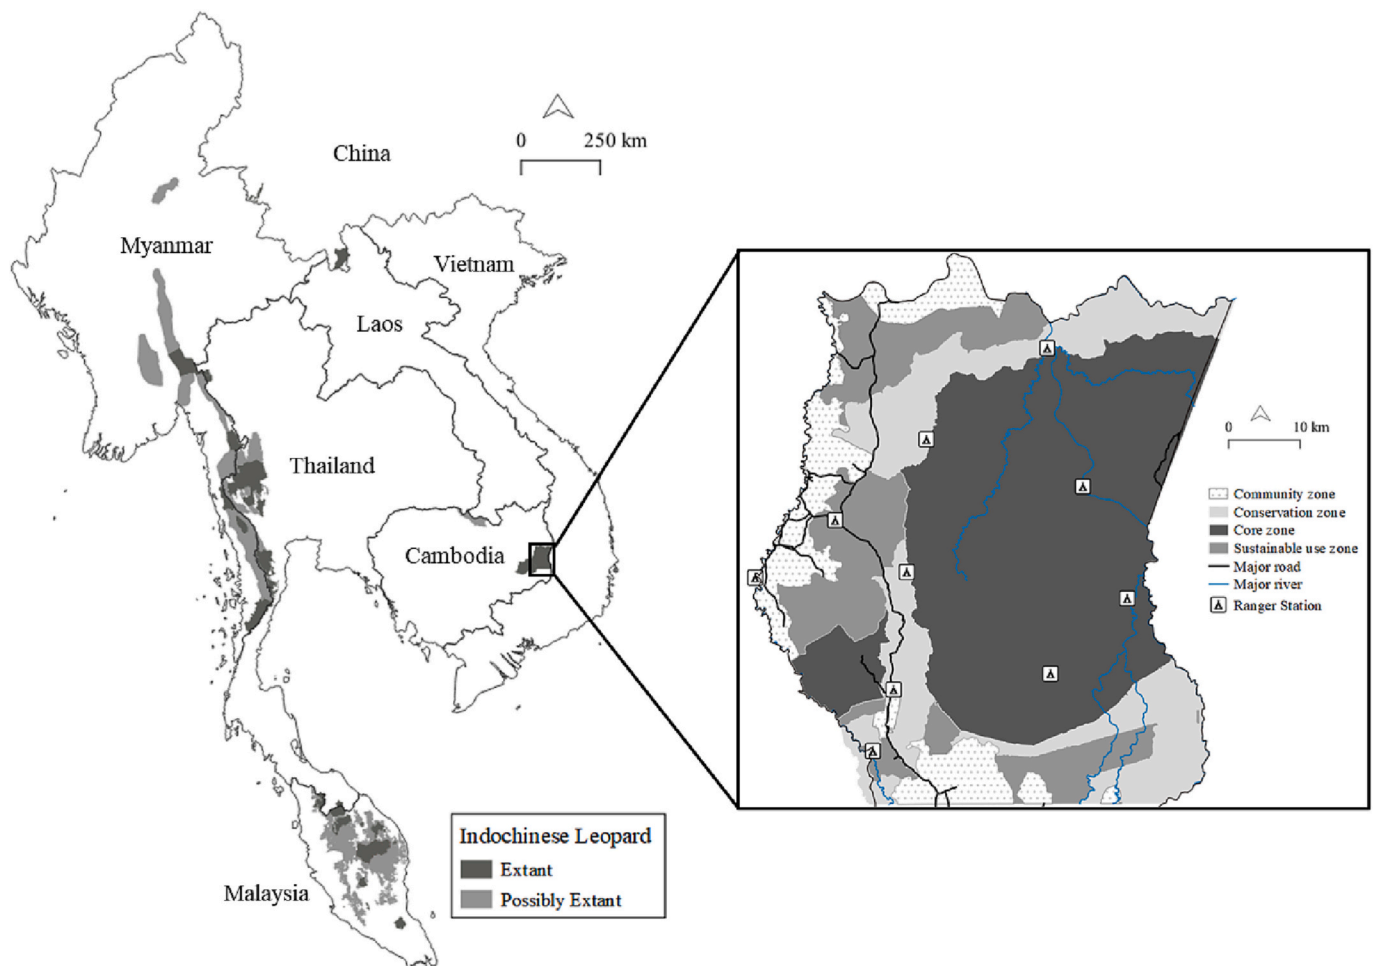 0 250 km
China
Myanmar
Vietnam
Laos
Thailand
Cambodia
Malaysia
Indochinese Leopard
Extant
Possibly Extant
0 10 km
Community zone
Conservation zone
Core zone
Sustainable use zone
Major road
Major river
Ranger Station